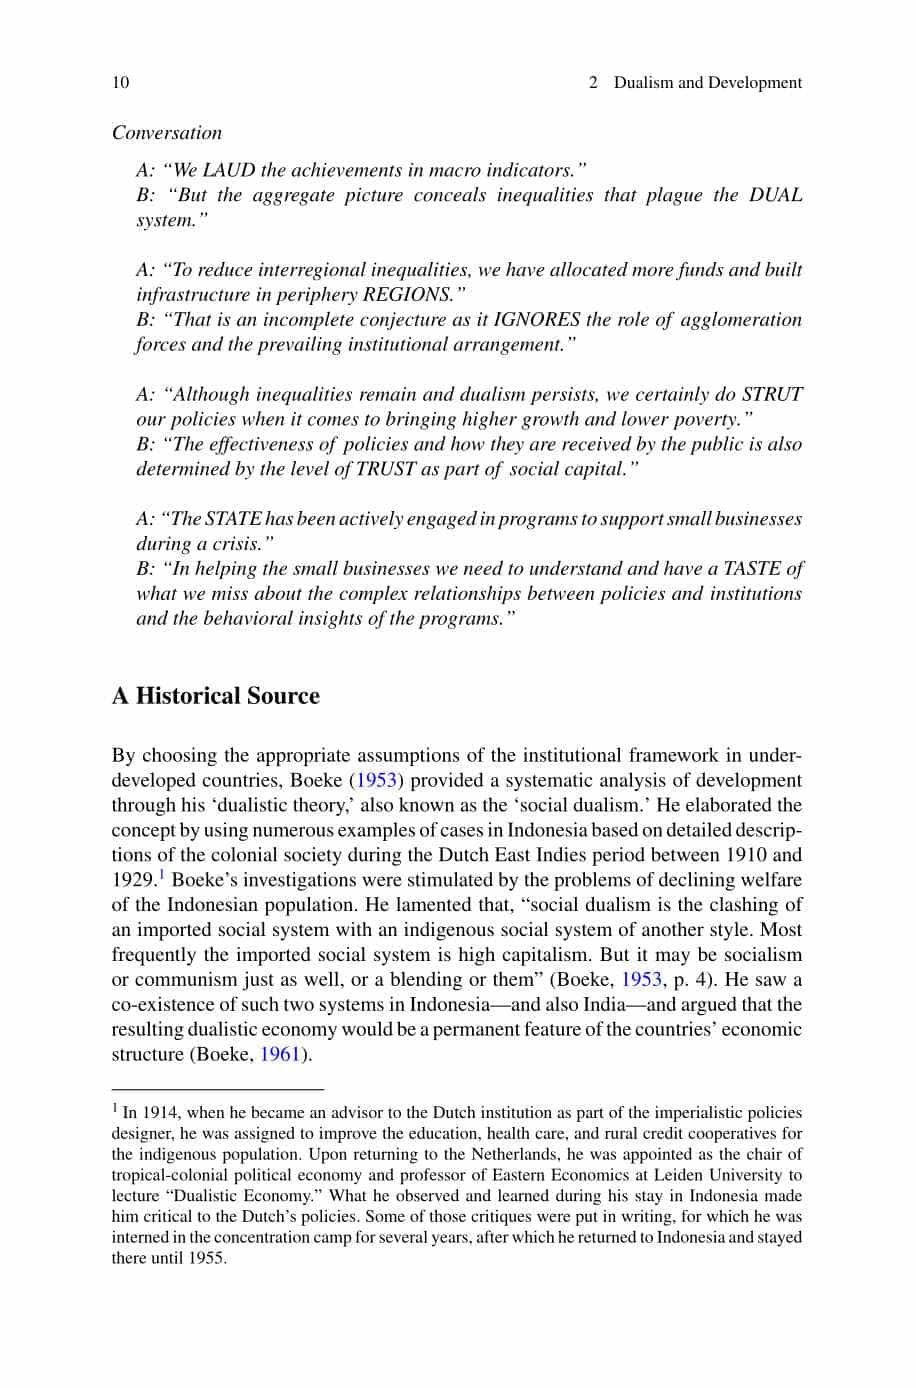 10
2 Dualism and Development
Conversation
A: “We LAUD the achievements in macro indicators.”
B: “But the aggregate picture conceals inequalities that plague the DUAL
system.”
A: “To reduce interregional inequalities, we have allocated more funds and built
infrastructure in periphery REGIONS.”
B: “That is an incomplete conjecture as it IGNORES the role of agglomeration
forces and the prevailing institutional arrangement.”
A: “Although inequalities remain and dualism persists, we certainly do STRUT
our policies when it comes to bringing higher growth and lower poverty.”
B: “The effectiveness of policies and how they are received by the public is also
determined by the level of TRUST as part of social capital.”
A: “The STATE has been actively engaged in programs to support small businesses
during a crisis.”
B: “In helping the small businesses we need to understand and have a TASTE of
what we miss about the complex relationships between policies and institutions
and the behavioral insights of the programs.”
A Historical Source
By choosing the appropriate assumptions of the institutional framework in under-
developed countries, Boeke (1953) provided a systematic analysis of development
through his ‘dualistic theory,’ also known as the ‘social dualism.’ He elaborated the
concept by using numerous examples of cases in Indonesia based on detailed descrip-
tions of the colonial society during the Dutch East Indies period between 1910 and
1929.1 Boeke’s investigations were stimulated by the problems of declining welfare
of the Indonesian population. He lamented that, “social dualism is the clashing of
an imported social system with an indigenous social system of another style. Most
frequently the imported social system is high capitalism. But it may be socialism
or communism just as well, or a blending or them” (Boeke, 1953, p. 4). He saw a
co-existence of such two systems in Indonesia—and also India—and argued that the
resulting dualistic economy would be a permanent feature of the countries’ economic
structure (Boeke, 1961).
1 In 1914, when he became an advisor to the Dutch institution as part of the imperialistic policies
designer, he was assigned to improve the education, health care, and rural credit cooperatives for
the indigenous population. Upon returning to the Netherlands, he was appointed as the chair of
tropical-colonial political economy and professor of Eastern Economics at Leiden University to
lecture “Dualistic Economy.” What he observed and learned during his stay in Indonesia made
him critical to the Dutch’s policies. Some of those critiques were put in writing, for which he was
interned in the concentration camp for several years, after which he returned to Indonesia and stayed
there until 1955.